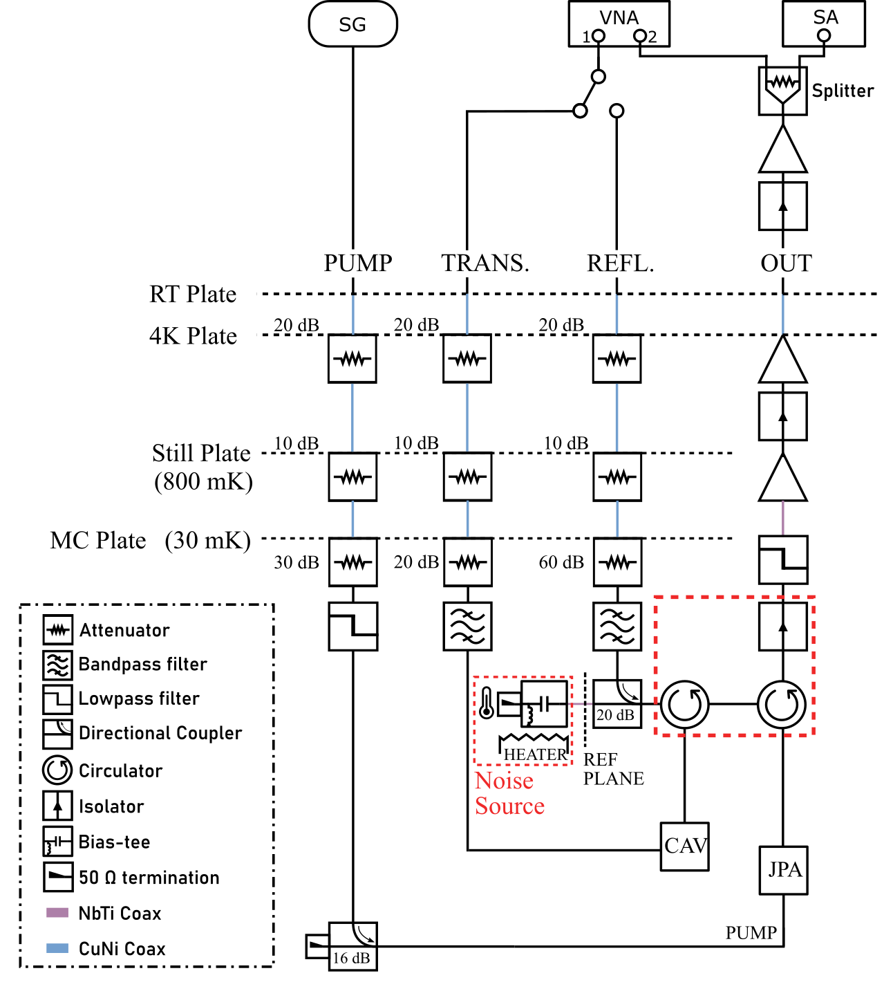 SG
VNA
1
2
SA
Splitter
PUMP
TRANS.
REFL.
OUT
RT Plate
4K Plate
20 dB
20 dB
20 dB
Still Plate
(800 mK)
10 dB
10 dB
10 dB
MC Plate (30 mK)
30 dB
20 dB
60 dB
Attenuator
Bandpass filter
Lowpass filter
Directional Coupler
Circulator
Isolator
Bias-tee
50 Ω termination
NbTi Coax
CuNi Coax
20 dB
HEATER
REF
PLANE
Noise
Source
CAV
JPA
PUMP
16 dB